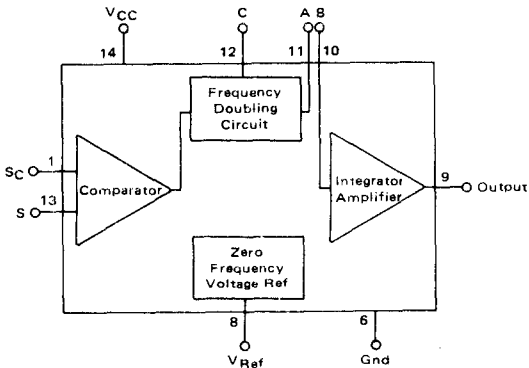 VCC
C
A B
14
12
11
10
Frequency
Doubling
Circuit
SC
1
Comparator
S
13
Integrator
Amplifier
9
Output
Zero
Frequency
Voltage Ref
8
6
VRef
Gnd